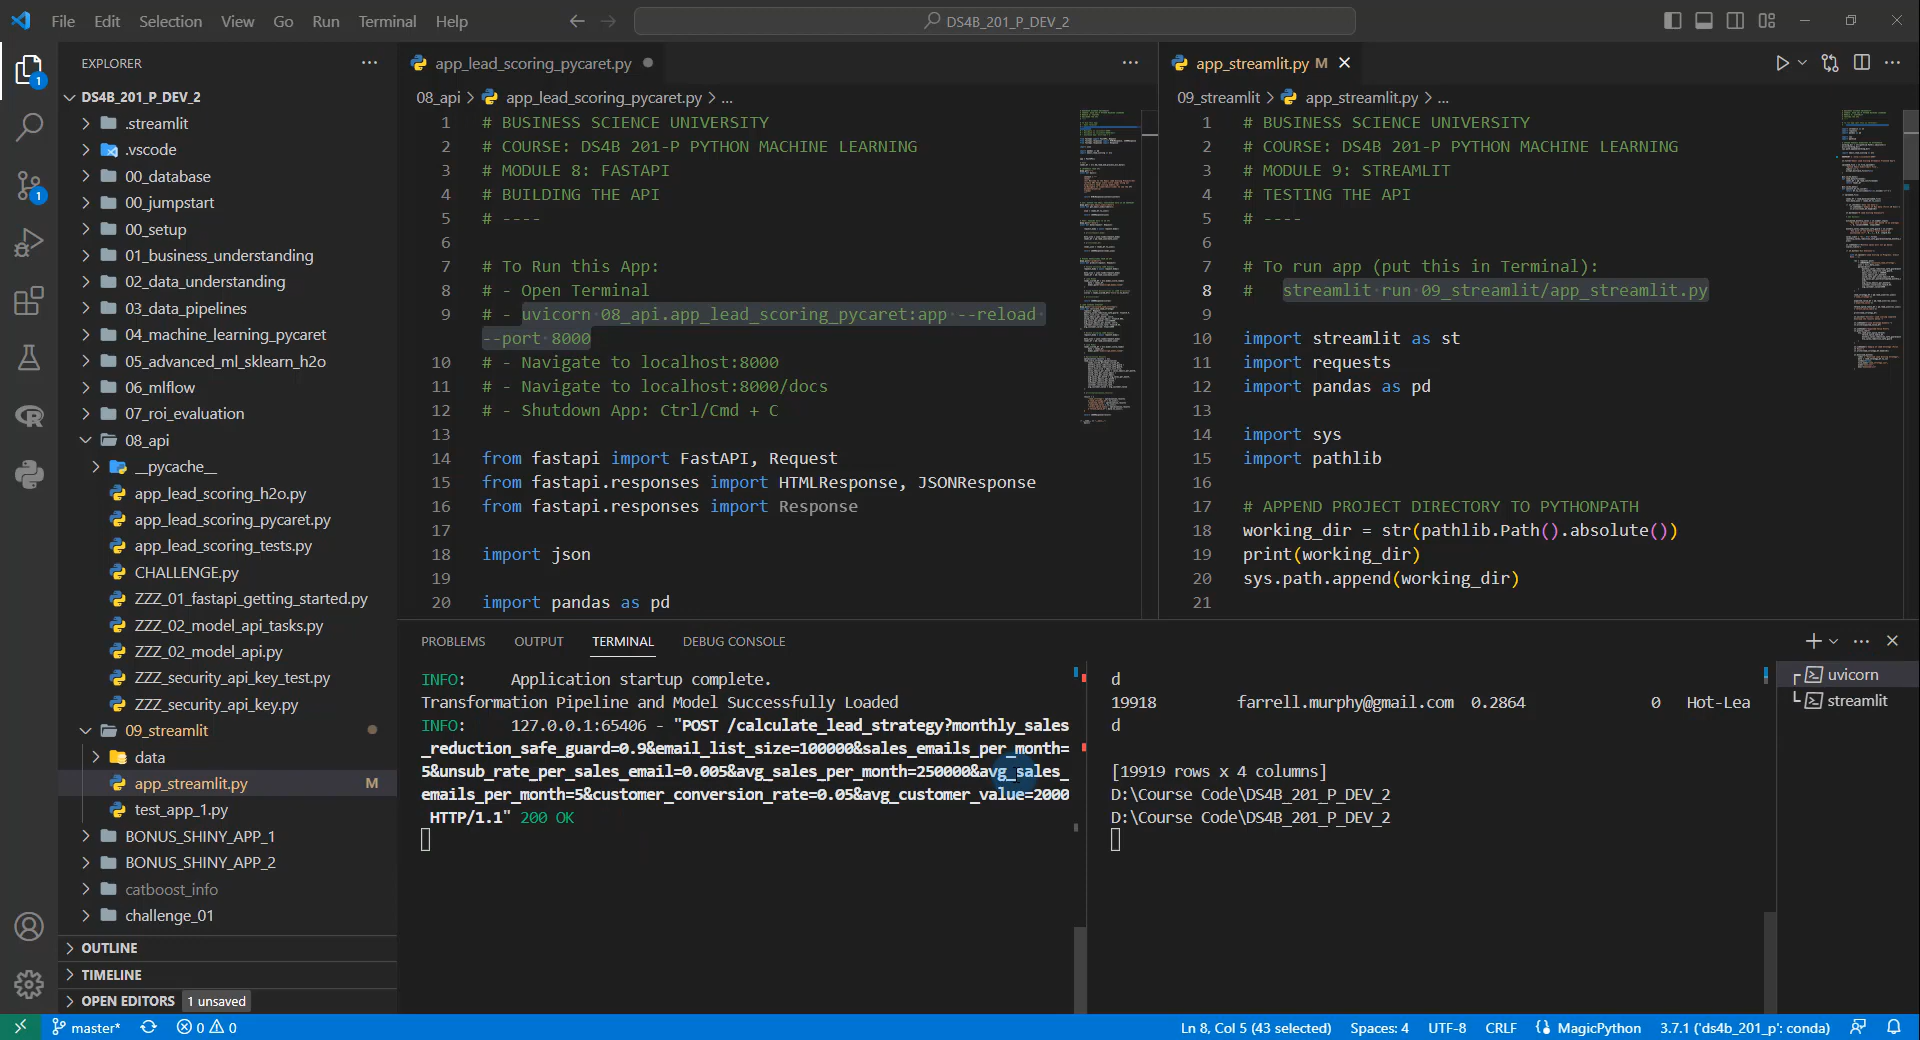 File Edit Selection View Go Run Terminal Help
DS4B_201_P_DEV_2
EXPLORER
DS4B_201_P_DEV_2
.streamlit
.vscode
00_database
00_jumpstart
00_setup
01_business_understanding
02_data_understanding
03_data_pipelines
04_machine_learning_pycaret
05_advanced_ml_sklearn_h2o
06_mlflow
07_roi_evaluation
08_api
__pycache__
app_lead_scoring_h2o.py
app_lead_scoring_pycaret.py
app_lead_scoring_tests.py
CHALLENGE.py
ZZZ_01_fastapi_getting_started.py
ZZZ_02_model_api_tasks.py
ZZZ_02_model_api.py
ZZZ_security_api_key_test.py
ZZZ_security_api_key.py
09_streamlit
data
app_streamlit.py M
test_app_1.py
BONUS_SHINY_APP_1
BONUS_SHINY_APP_2
catboost_info
challenge_01
OUTLINE
TIMELINE
OPEN EDITORS 1 unsaved
1
1
app_lead_scoring_pycaret.py
08_api > app_lead_scoring_pycaret.py > ...
1 # BUSINESS SCIENCE UNIVERSITY
2 # COURSE: DS4B 201-P PYTHON MACHINE LEARNING
3 # MODULE 8: FASTAPI
4 # BUILDING THE API
5 # ----
6
7 # To Run this App:
8 # - Open Terminal
9 # - uvicorn 08_api.app_lead_scoring_pycaret:app --reload
--port 8000
10 # - Navigate to localhost:8000
11 # - Navigate to localhost:8000/docs
12 # - Shutdown App: Ctrl/Cmd + C
13
14 from fastapi import FastAPI, Request
15 from fastapi.responses import HTMLResponse, JSONResponse
16 from fastapi.responses import Response
17
18 import json
19
20 import pandas as pd
app_streamlit.py M
09_streamlit > app_streamlit.py > ...
1 # BUSINESS SCIENCE UNIVERSITY
2 # COURSE: DS4B 201-P PYTHON MACHINE LEARNING
3 # MODULE 9: STREAMLIT
4 # TESTING THE API
5 # ----
6
7 # To run app (put this in Terminal):
8 #   streamlit run 09_streamlit/app_streamlit.py
9
10 import streamlit as st
11 import requests
12 import pandas as pd
13
14 import sys
15 import pathlib
16
17 # APPEND PROJECT DIRECTORY TO PYTHONPATH
18 working_dir = str(pathlib.Path().absolute())
19 print(working_dir)
20 sys.path.append(working_dir)
21
PROBLEMS OUTPUT TERMINAL DEBUG CONSOLE
INFO:     Application startup complete.
Transformation Pipeline and Model Successfully Loaded
INFO:     127.0.0.1:65406 - "POST /calculate_lead_strategy?monthly_sales
_reduction_safe_guard=0.9&email_list_size=100000&sales_emails_per_month=
5&unsub_rate_per_sales_email=0.005&avg_sales_per_month=250000&avg_sales_
emails_per_month=5&customer_conversion_rate=0.05&avg_customer_value=2000
HTTP/1.1" 200 OK
d
19918 farrell.murphy@gmail.com 0.2864 0 Hot-Lea
d
[19919 rows x 4 columns]
D:\Course Code\DS4B_201_P_DEV_2
D:\Course Code\DS4B_201_P_DEV_2
uvicorn
streamlit
master* 0 0
Ln 8, Col 5 (43 selected) Spaces: 4 UTF-8 CRLF MagicPython 3.7.1 ('ds4b_201_p': conda)